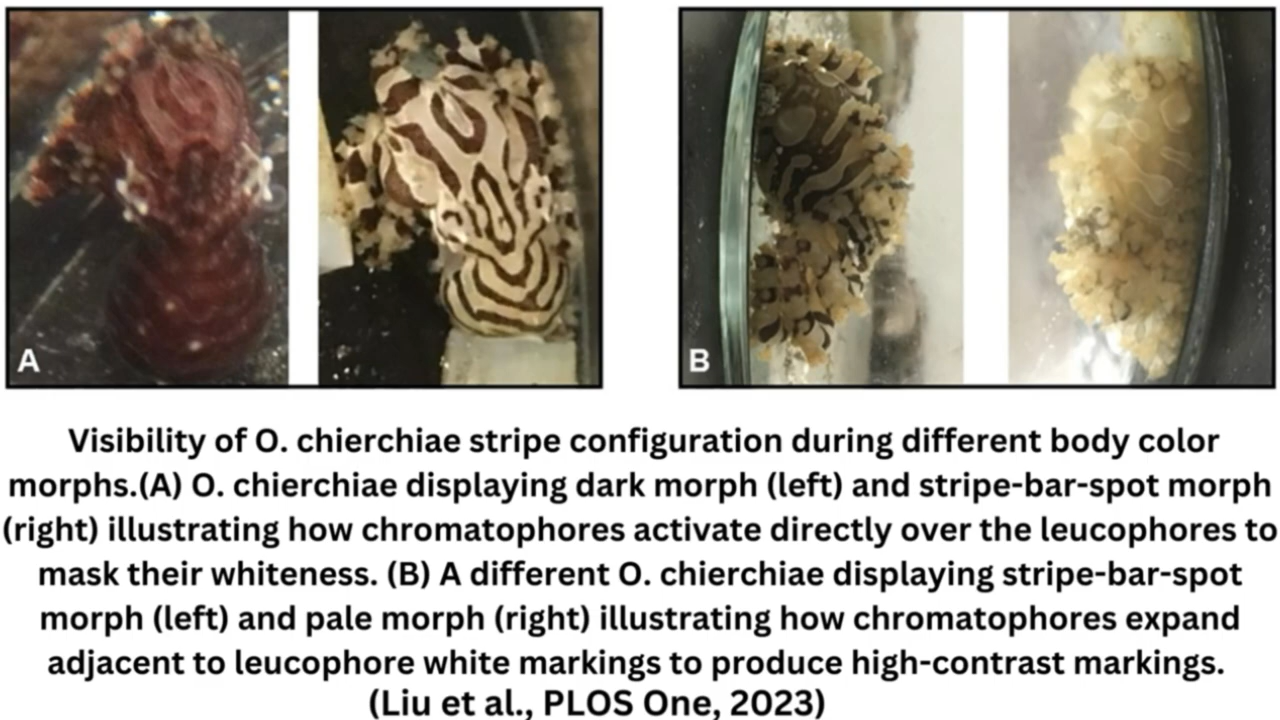 A
B
Visibility of O. chierchiae stripe configuration during different body color
morphs.(A) O. chierchiae displaying dark morph (left) and stripe-bar-spot morph
(right) illustrating how chromatophores activate directly over the leucophores to
mask their whiteness. (B) A different O. chierchiae displaying stripe-bar-spot
morph (left) and pale morph (right) illustrating how chromatophores expand
adjacent to leucophore white markings to produce high-contrast markings.
(Liu et al., PLOS One, 2023)